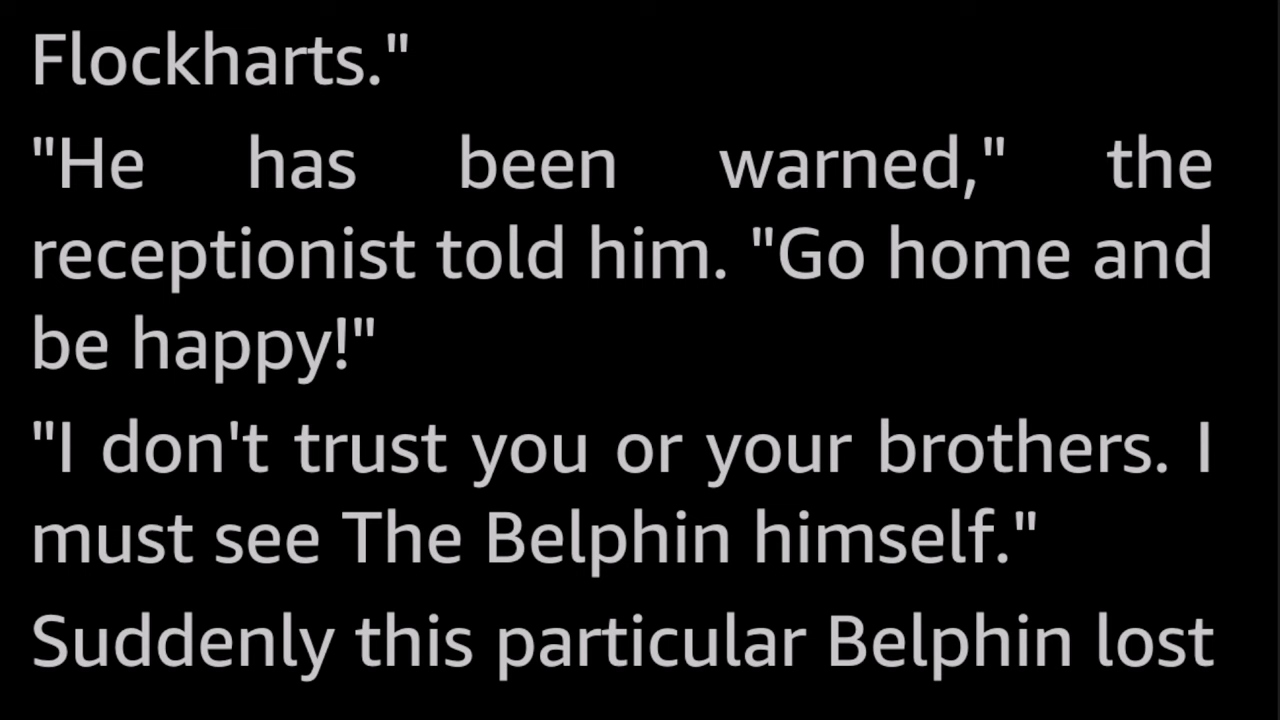 Flockharts."
"He has been warned," the
receptionist told him. "Go home and
be happy!"
"I don't trust you or your brothers. I
must see The Belphin himself."
Suddenly this particular Belphin lost